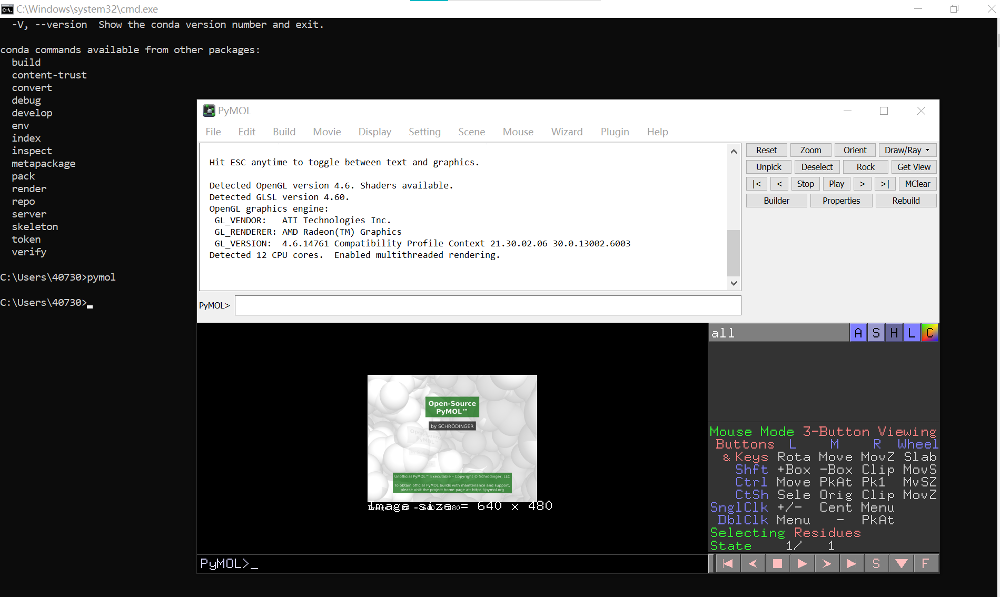 C:\Windows\system32\cmd.exe
-V, --version  Show the conda version number and exit.
conda commands available from other packages:
build
content-trust
convert
debug
develop
env
index
inspect
metapackage
pack
render
repo
server
skeleton
token
verify
C:\Users\40730>pymol
C:\Users\40730>_
PyMOL
File Edit Build Movie Display Setting Scene Mouse Wizard Plugin Help
Hit ESC anytime to toggle between text and graphics.
Detected OpenGL version 4.6. Shaders available.
Detected GLSL version 4.60.
OpenGL graphics engine:
GL_VENDOR:   ATI Technologies Inc.
GL_RENDERER: AMD Radeon(TM) Graphics
GL_VERSION:  4.6.14761 Compatibility Profile Context 21.30.02.06 30.0.13002.6003
Detected 12 CPU cores.  Enabled multithreaded rendering.
PyMOL>
Reset Zoom Orient Draw/Ray
Unpick Deselect Rock Get View
|< < Stop Play > >| MClear
Builder Properties Rebuild
all A S H L C
Open-Source
PyMOL™
by SCHRÖDINGER
Unofficial PyMOL™ Executable – Copyright © Schrödinger, LLC
To obtain official PyMOL builds with maintenance and support,
please visit the project home page at: https://pymol.org
Image size = 640 x 480
Image size = 640 x 480
PyMOL>_
Mouse Mode 3-Button Viewing
Buttons L M R Wheel
& Keys Rota Move MovZ Slab
Shft +Box -Box Clip MovS
Ctrl Move PkAt Pk1 MvSZ
CtSh Sele Orig Clip MovZ
SnglClk +/- Cent Menu
DblClk Menu - PkAt
Selecting Residues
State 1/ 1
S F